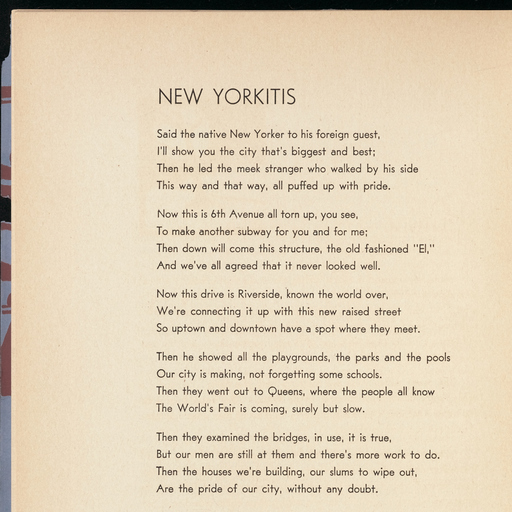 NEW YORKITIS
Said the native New Yorker to his foreign guest,
I'll show you the city that's biggest and best;
Then he led the meek stranger who walked by his side
This way and that way, all puffed up with pride.
Now this is 6th Avenue all torn up, you see,
To make another subway for you and for me;
Then down will come this structure, the old fashioned "El,"
And we've all agreed that it never looked well.
Now this drive is Riverside, known the world over,
We're connecting it up with this new raised street
So uptown and downtown have a spot where they meet.
Then he showed all the playgrounds, the parks and the pools
Our city is making, not forgetting some schools.
Then they went out to Queens, where the people all know
The World's Fair is coming, surely but slow.
Then they examined the bridges, in use, it is true,
But our men are still at them and there's more work to do.
Then the houses we're building, our slums to wipe out,
Are the pride of our city, without any doubt.